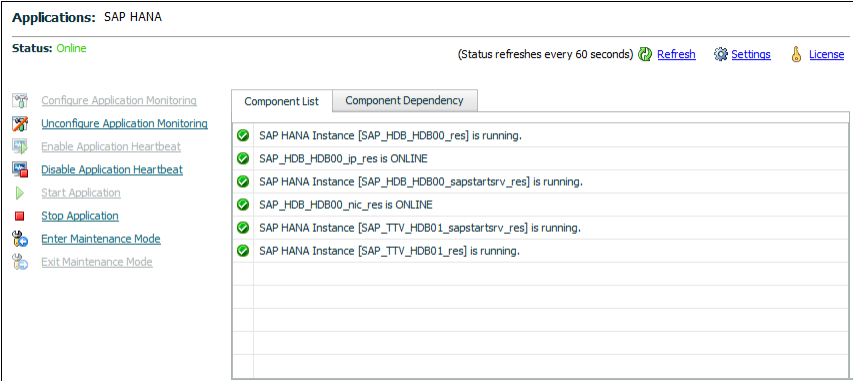 Applications: SAP HANA
Status: Online
(Status refreshes every 60 seconds) Refresh Settings License
Configure Application Monitoring
Unconfigure Application Monitoring
Enable Application Heartbeat
Disable Application Heartbeat
Start Application
Stop Application
Enter Maintenance Mode
Exit Maintenance Mode
Component List Component Dependency
SAP HANA Instance [SAP_HDB_HDB00_res] is running.
SAP_HDB_HDB00_ip_res is ONLINE
SAP HANA Instance [SAP_HDB_HDB00_sapstartsrv_res] is running.
SAP_HDB_HDB00_nic_res is ONLINE
SAP HANA Instance [SAP_TTV_HDB01_sapstartsrv_res] is running.
SAP HANA Instance [SAP_TTV_HDB01_res] is running.